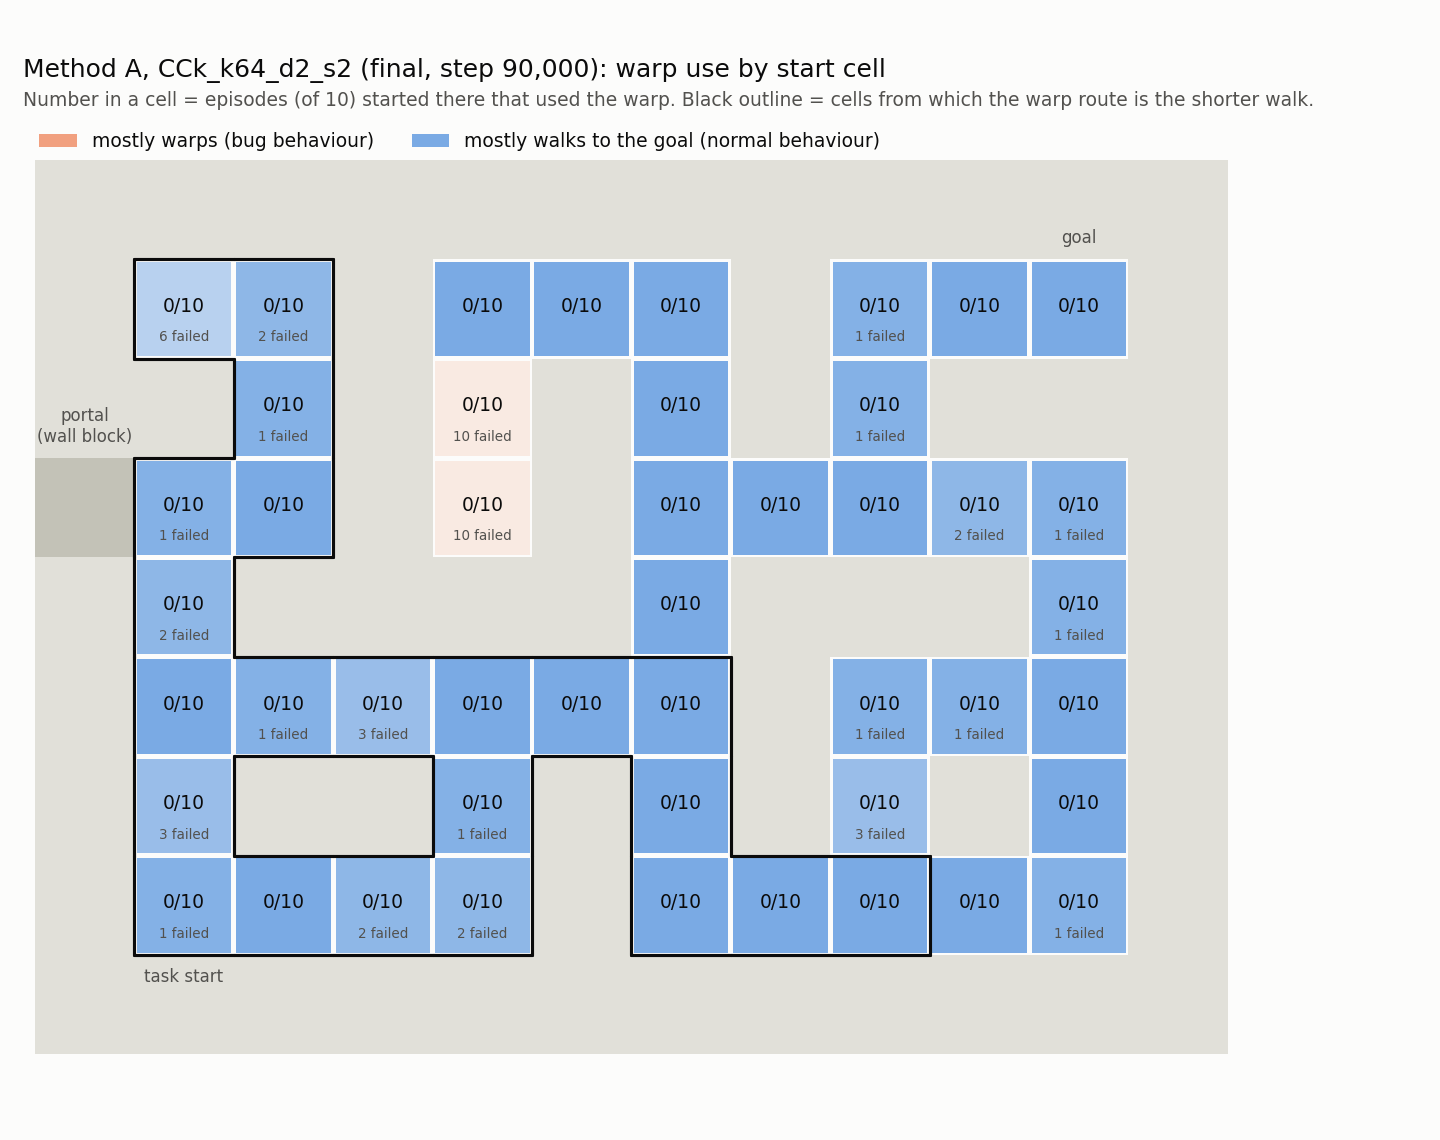 Method A, CCk_k64_d2_s2 (final, step 90,000): warp use by start cell
Number in a cell = episodes (of 10) started there that used the warp. Black outline = cells from which the warp route is the shorter walk.
mostly warps (bug behaviour) mostly walks to the goal (normal behaviour)
goal
0/10 0/10 0/10 0/10 0/10 0/10 0/10 0/10
6 failed 2 failed 1 failed
0/10 0/10 0/10 0/10
portal
(wall block) 1 failed 10 failed 1 failed
0/10 0/10 0/10 0/10 0/10 0/10 0/10 0/10
1 failed 10 failed 2 failed 1 failed
0/10 0/10 0/10
2 failed 1 failed
0/10 0/10 0/10 0/10 0/10 0/10 0/10 0/10 0/10
1 failed 3 failed 1 failed 1 failed
0/10 0/10 0/10 0/10 0/10
3 failed 1 failed 3 failed
0/10 0/10 0/10 0/10 0/10 0/10 0/10 0/10 0/10
1 failed 2 failed 2 failed 1 failed
task start